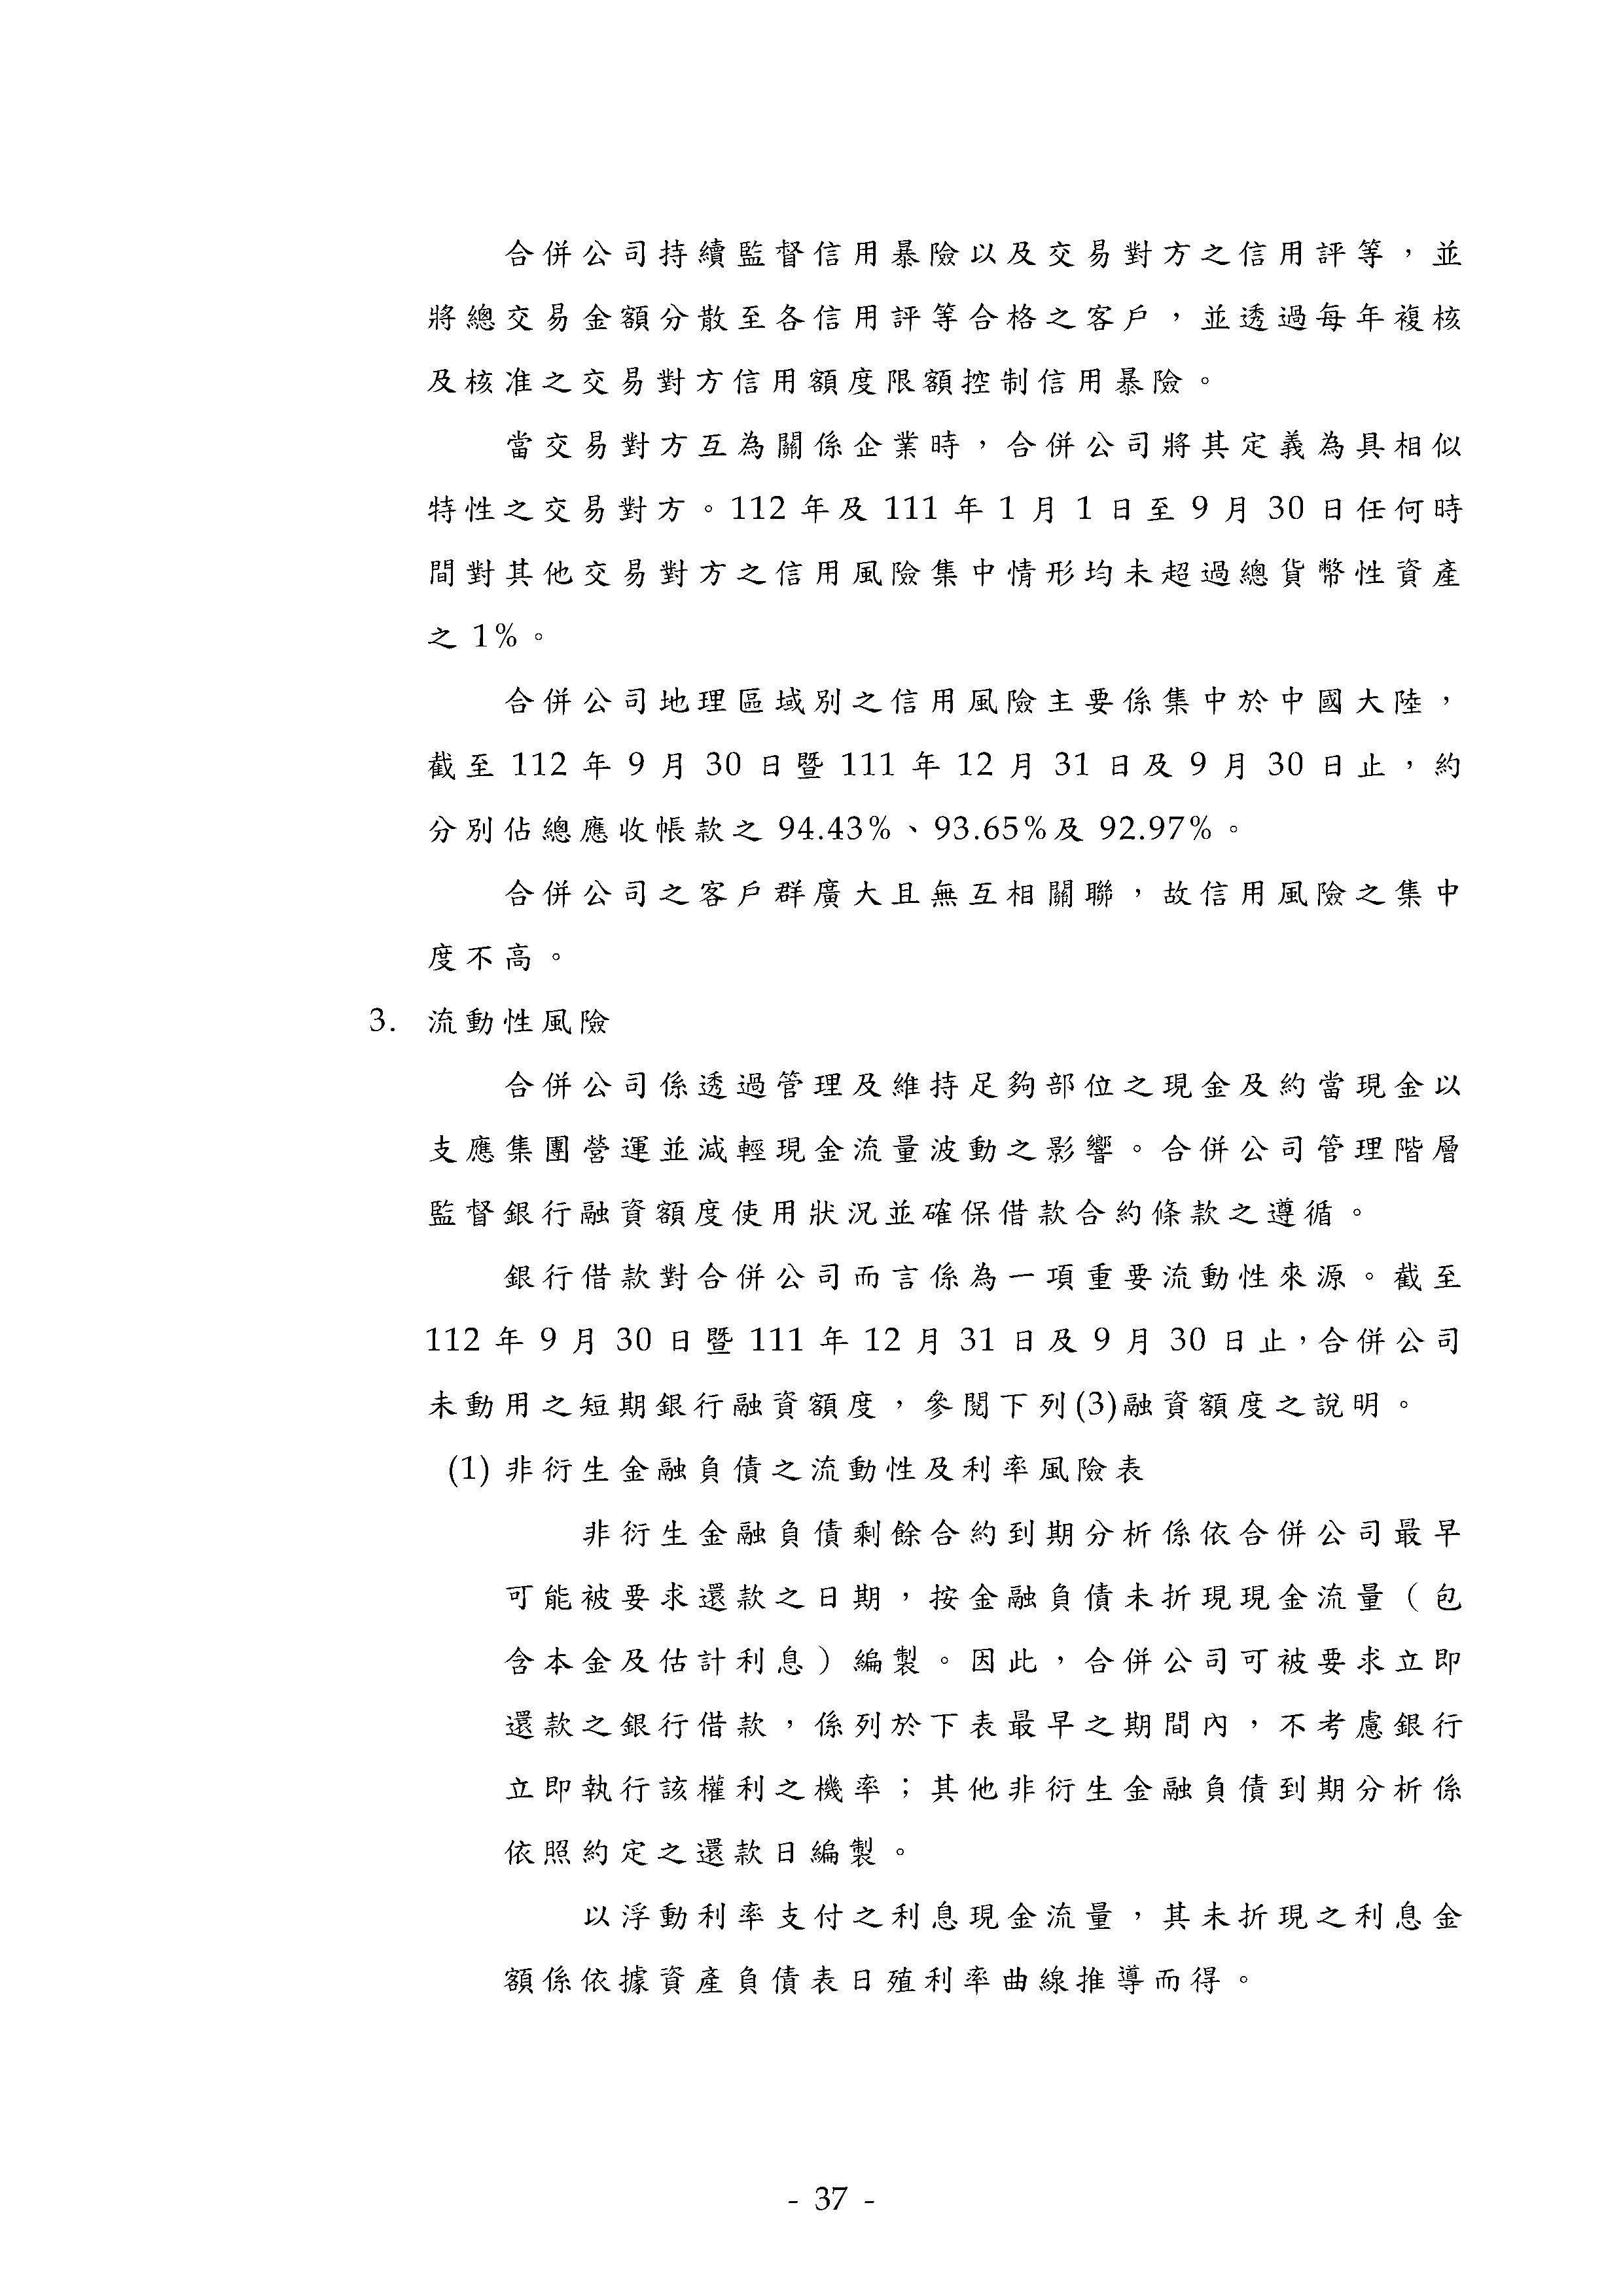 合併公司持續監督信用暴險以及交易對方之信用評等，並
將總交易金額分散至各信用評等合格之客戶，並透過每年複核
及核准之交易對方信用額度限額控制信用暴險。
當交易對方互為關係企業時，合併公司將其定義為具相似
特性之交易對方。112 年及 111 年 1 月 1 日至 9 月 30 日任何時
間對其他交易對方之信用風險集中情形均未超過總貨幣性資產
之 1%。
合併公司地理區域別之信用風險主要係集中於中國大陸，
截至 112 年 9 月 30 日暨 111 年 12 月 31 日及 9 月 30 日止，約
分別佔總應收帳款之 94.43%、93.65%及 92.97%。
合併公司之客戶群廣大且無互相關聯，故信用風險之集中
度不高。
3. 流動性風險
合併公司係透過管理及維持足夠部位之現金及約當現金以
支應集團營運並減輕現金流量波動之影響。合併公司管理階層
監督銀行融資額度使用狀況並確保借款合約條款之遵循。
銀行借款對合併公司而言係為一項重要流動性來源。截至
112 年 9 月 30 日暨 111 年 12 月 31 日及 9 月 30 日止，合併公司
未動用之短期銀行融資額度，參閱下列(3)融資額度之說明。
(1) 非衍生金融負債之流動性及利率風險表
非衍生金融負債剩餘合約到期分析係依合併公司最早
可能被要求還款之日期，按金融負債未折現現金流量（包
含本金及估計利息）編製。因此，合併公司可被要求立即
還款之銀行借款，係列於下表最早之期間內，不考慮銀行
立即執行該權利之機率；其他非衍生金融負債到期分析係
依照約定之還款日編製。
以浮動利率支付之利息現金流量，其未折現之利息金
額係依據資產負債表日殖利率曲線推導而得。
- 37 -